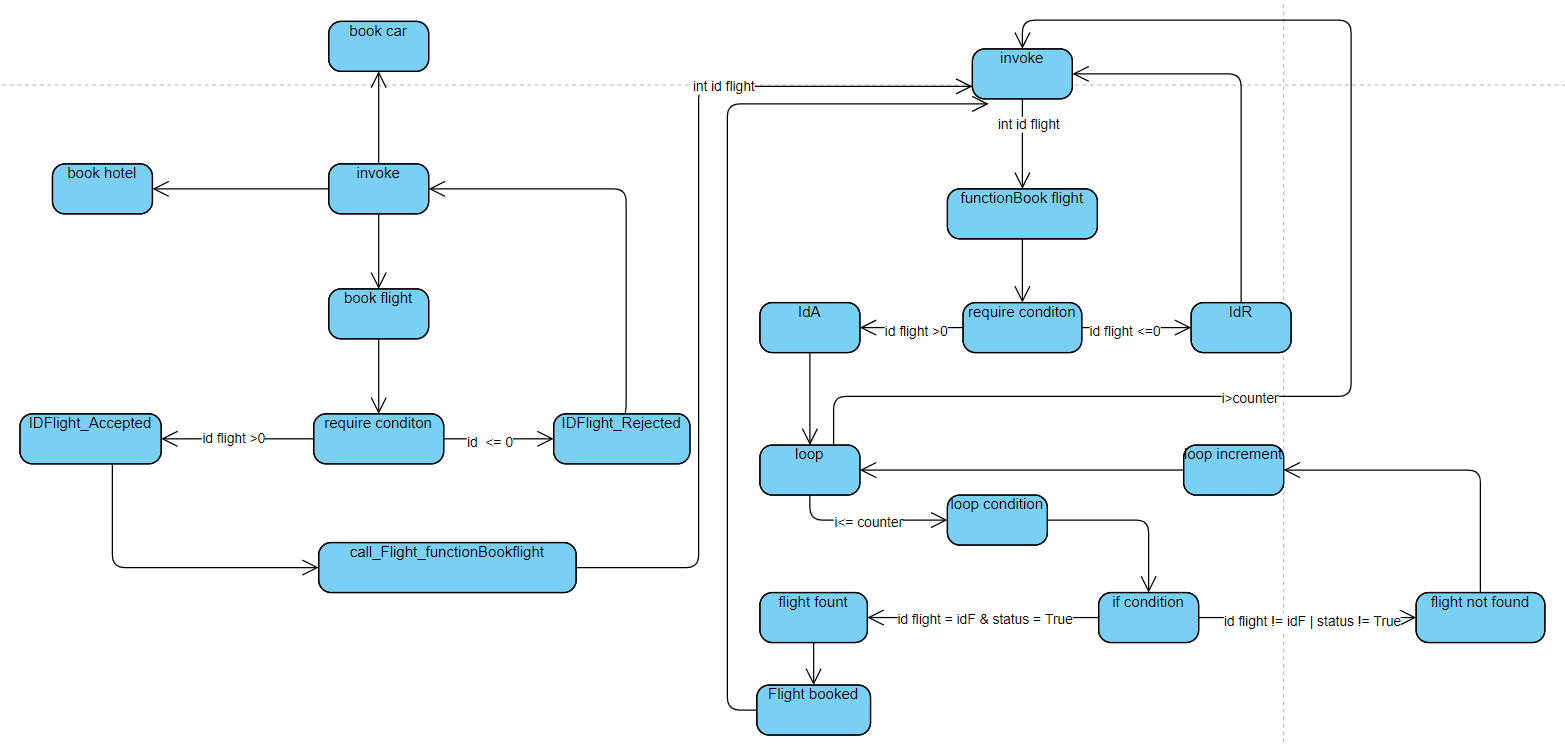 book car
invoke
int id flight
int id flight
book hotel
invoke
functionBook flight
book flight
IdA
require conditon
IdR
id flight >0
id flight <=0
i>counter
IDFlight_Accepted
require conditon
IDFlight_Rejected
id flight >0
id  <= 0
loop
loop increment
loop condition
i<= counter
call_Flight_functionBookflight
flight fount
if condition
flight not found
id flight = idF & status = True
id flight != idF | status != True
Flight booked